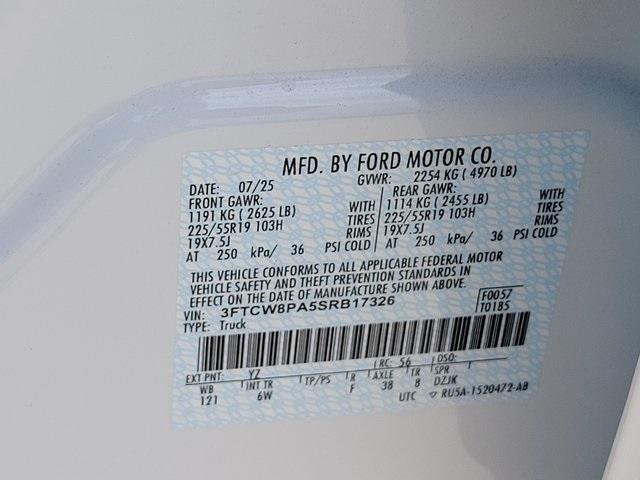 MFD. BY FORD MOTOR CO.
DATE: 07/25 GVWR: 2254 KG ( 4970 LB)
FRONT GAWR: REAR GAWR:
1191 KG ( 2625 LB) WITH 1114 KG ( 2455 LB) WITH
225/55R19 103H TIRES 225/55R19 103H TIRES
19X7.5J RIMS 19X7.5J RIMS
AT 250 kPa/ 36 PSI COLD AT 250 kPa/ 36 PSI COLD
THIS VEHICLE CONFORMS TO ALL APPLICABLE FEDERAL MOTOR
VEHICLE SAFETY AND THEFT PREVENTION STANDARDS IN
EFFECT ON THE DATE OF MANUFACTURE SHOWN ABOVE.
VIN: 3FTCW8PA5SRB17326 F0057
TYPE: Truck T0185
EXT PNT: YZ RC: 56 DSO:
WB INT TR TP/PS R AXLE TR SPR
121 6W F 38 8 DZJK
UTC ▽ RU5A-1520472-AB